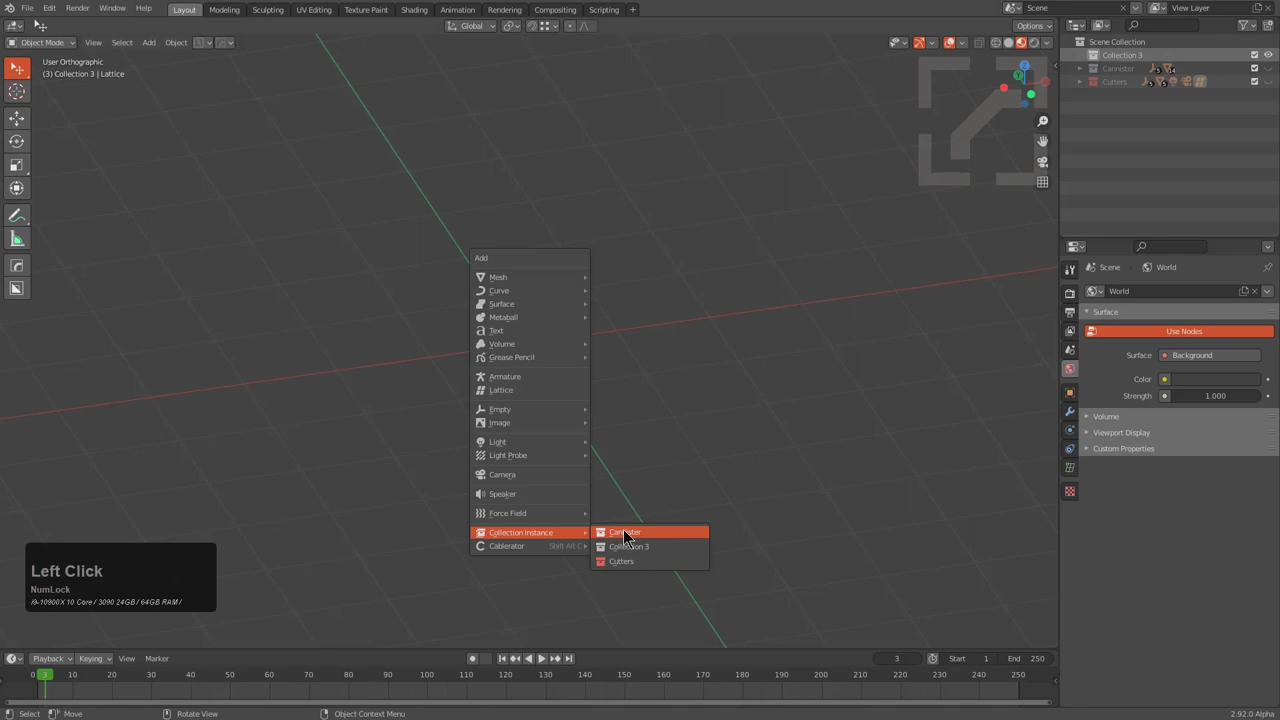 File Edit Render Window Help Layout Modeling Sculpting UV Editing Texture Paint Shading Animation Rendering Compositing Scripting + Scene View Layer
Global Options
Object Mode View Select Add Object
User Orthographic
(3) Collection 3 | Lattice
Scene Collection
Collection 3
Cannister 5 14
Cutters 5 5
Z
Y
Add
Mesh
Curve
Surface
Metaball
Text
Volume
Grease Pencil
Armature
Lattice
Empty
Image
Light
Light Probe
Camera
Speaker
Force Field
Collection Instance
Cablerator Shift Alt C
Cannister
Collection 3
Cutters
Scene World
World
Surface
Use Nodes
Surface Background
Color
Strength 1.000
Volume
Viewport Display
Custom Properties
Left Click
NumLock
/i9-10900X 10 Core / 3090 24GB / 64GB RAM /
Playback Keying View Marker 3 Start 1 End 250
0 3 10 20 30 40 50 60 70 80 90 100 110 120 130 140 150 160 170 180 190 200 210 220 230 240 250
Select Move Rotate View Object Context Menu 2.92.0 Alpha